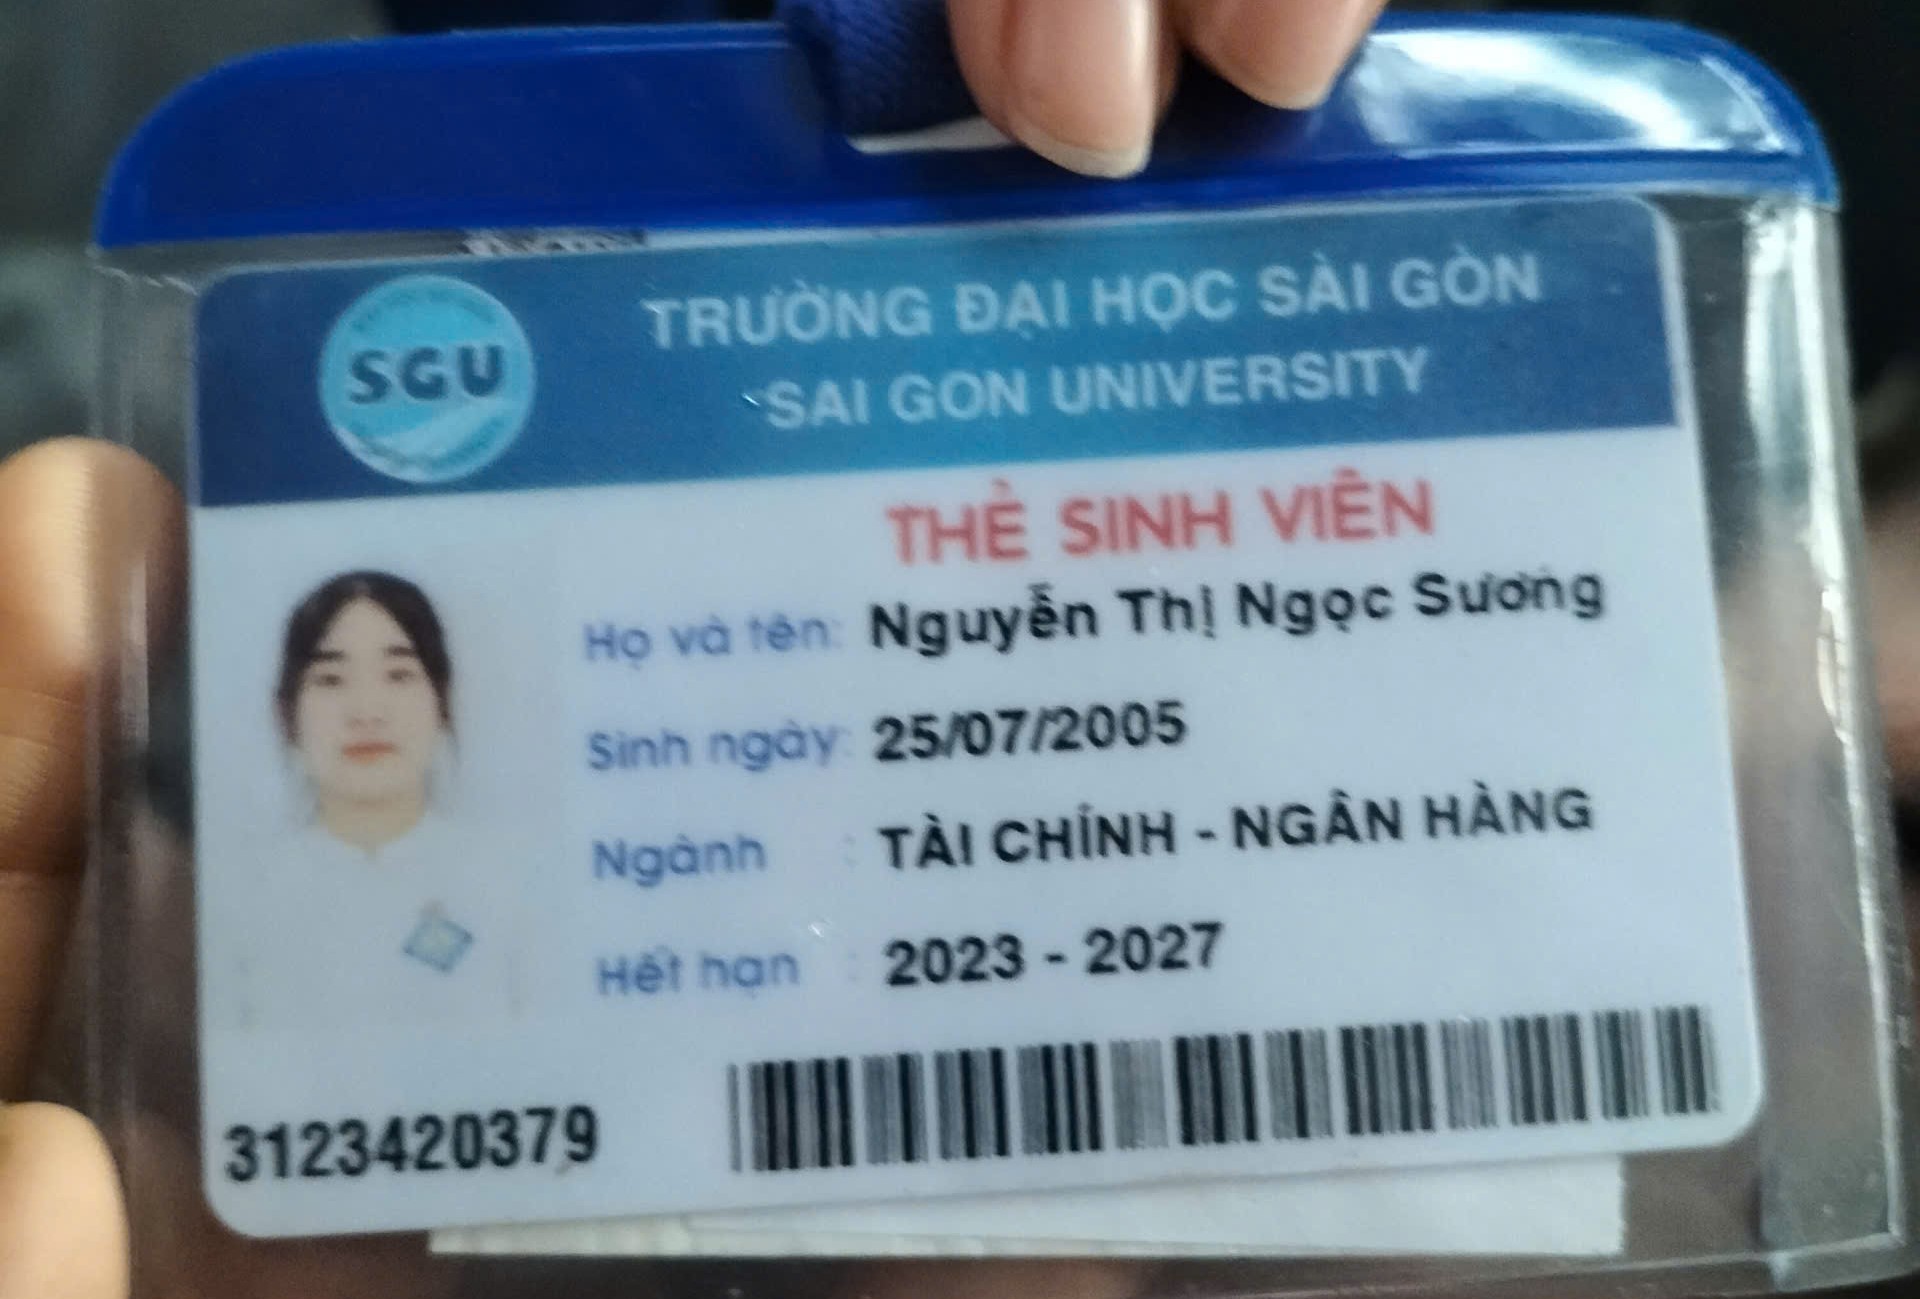 SGU
TRƯỜNG ĐẠI HỌC SÀI GÒN
SAI GON UNIVERSITY
THẺ SINH VIÊN
Họ và tên: Nguyễn Thị Ngọc Sương
Sinh ngày: 25/07/2005
Ngành : TÀI CHÍNH - NGÂN HÀNG
Hết hạn : 2023 - 2027
3123420379